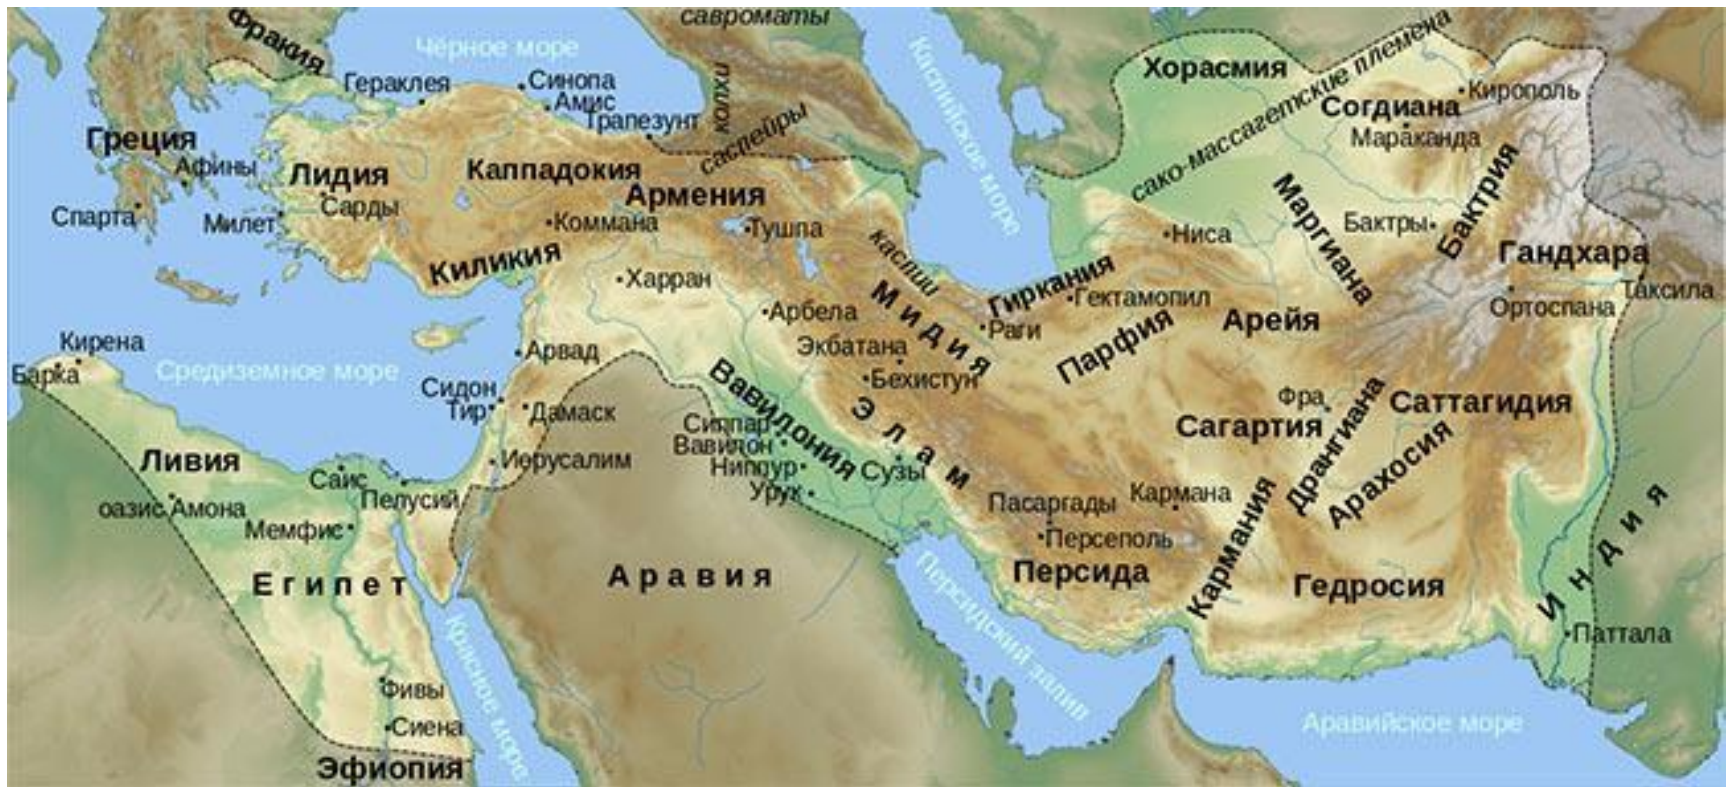 савроматы
Фракия
Чёрное море
Каспийское море
Хорасмия
сако-массагетские племена
Гераклея
Синопа
Амис
Трапезунт
колхи
саспейры
Согдиана
Кирополь
Мараканда
Греция
Афины
Лидия
Сарды
Каппадокия
Армения
Спарта
Милет
Коммана
Тушпа
каспии
Ниса
Маргиана
Бактры
Бактрия
Гандхара
Киликия
Харран
Гиркания
Гектамопил
Ортоспана
Таксила
Арбела
Мидия
Раги
Парфия
Арейя
Кирена
Барка
Средиземное море
Арвад
Экбатана
Бехистун
Сидон
Тир
Дамаск
Вавилония
Элам
Фра
Сагартия
Дрангиана
Саттагидия
Арахосия
Сиппар
Вавилон
Ниппур
Урук
Сузы
Ливия
Иерусалим
Саис
Пелусий
оазис Амона
Мемфис
Пасаргады
Кармана
Персеполь
Персида
Кармания
Гедросия
Индия
Египет
Аравия
Персидский залив
Красное море
Паттала
Фивы
Сиена
Эфиопия
Аравийское море